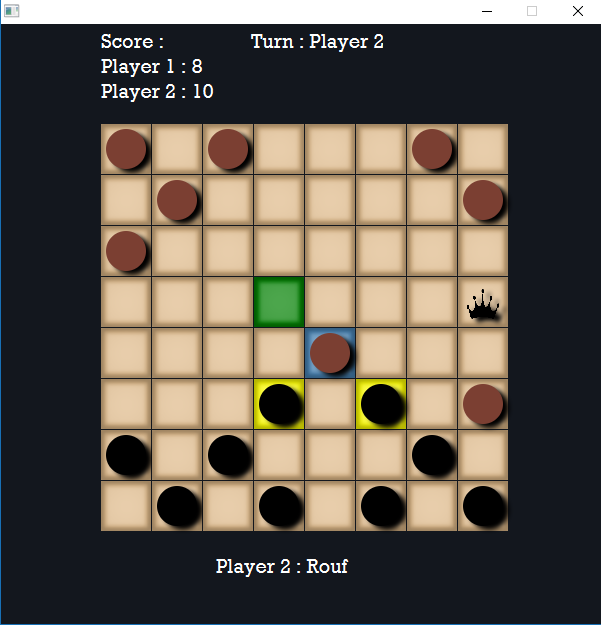 Score :
Turn : Player 2
Player 1 : 8
Player 2 : 10
Player 2 : Rouf